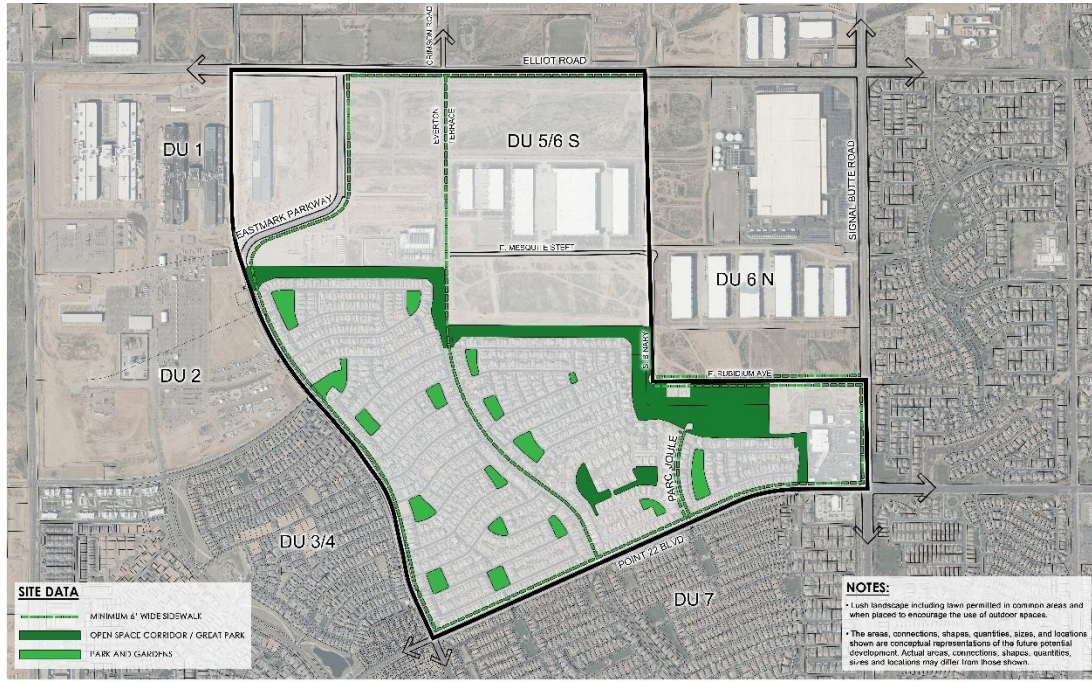 CRIMSON ROAD
ELLIOT ROAD
DU 1
EVERTON
TERRACE
DU 5/6 S
SIGNAL BUTTE ROAD
EASTMARK PARKWAY
DU 6 N
DU 2
E. RUBIDIUM AVE
PARC JOULE
DU 3/4
POINT 22 BLVD.
DU 7
SITE DATA
MINIMUM 6' WIDE SIDEWALK
OPEN SPACE CORRIDOR / GREAT PARK
PARK AND GARDENS
NOTES:
• Lush landscape including lawn permitted in common areas and
when placed to encourage the use of outdoor spaces.
• The areas, connections, shapes, quantities, sizes, and locations
shown are conceptual representations of the future potential
development. Actual areas, connections, shapes, quantities,
sizes and locations may differ from those shown.